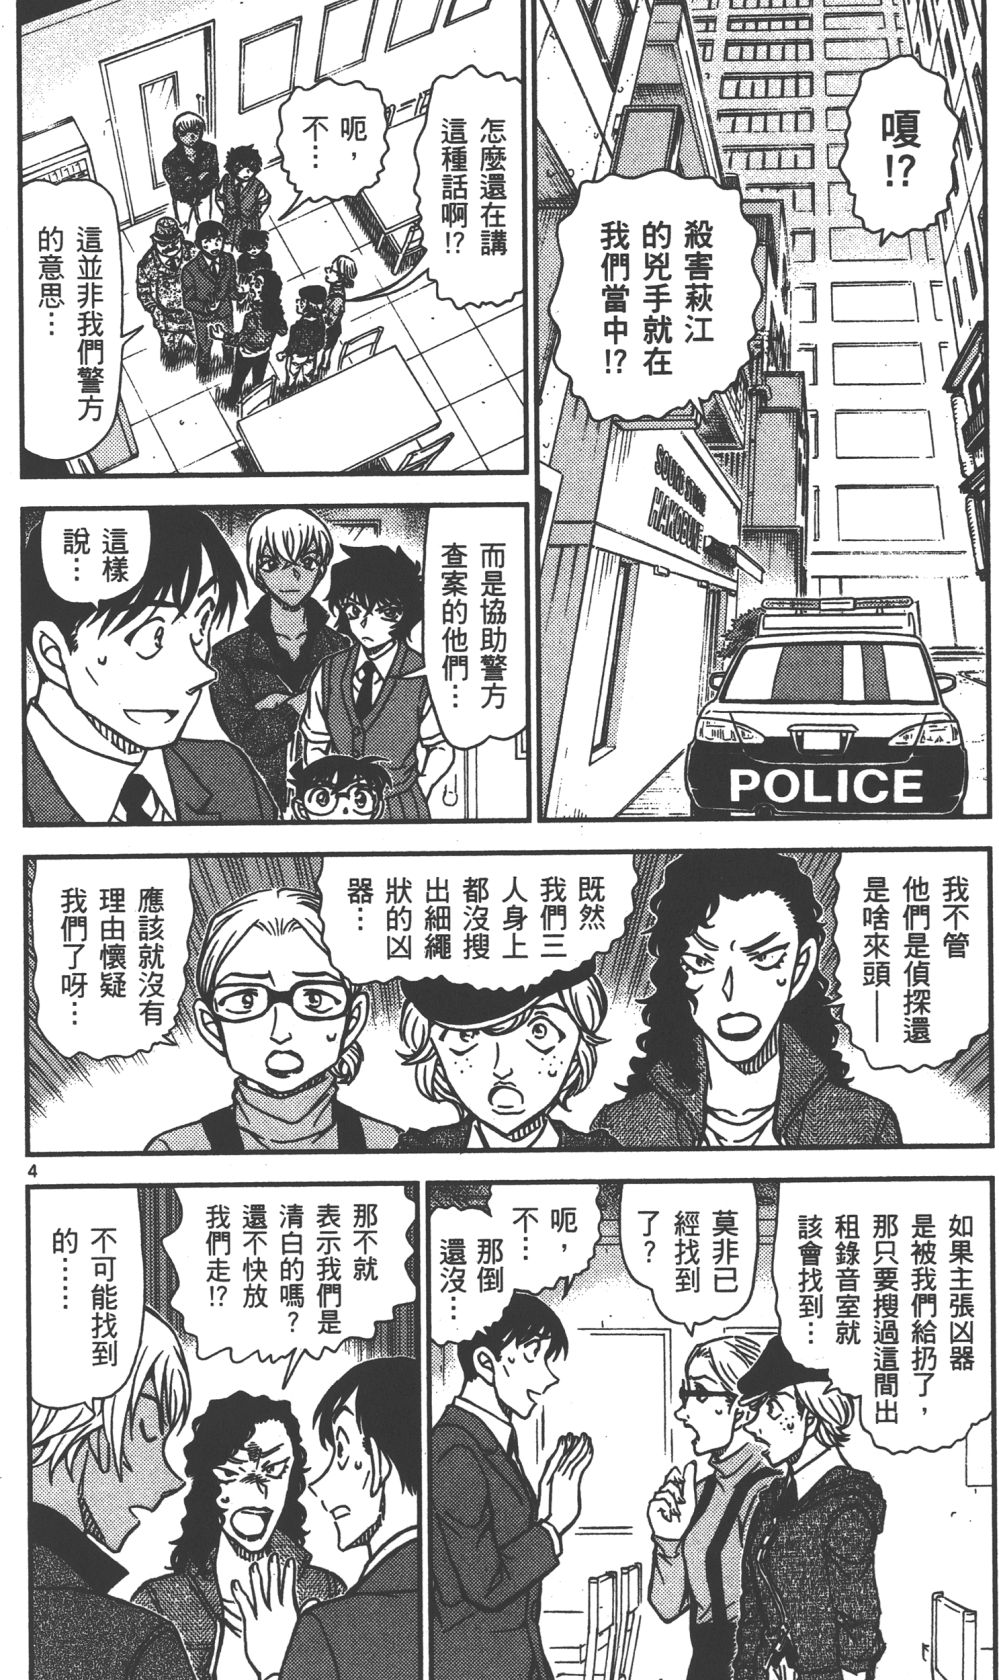 嗄!?
殺害萩江
的兇手就在
我們當中!?
SOUND STUDIO
HAKOBUNE
POLICE
怎麼還在講
這種話啊!?
呃，
不…
這並非我們警方
的意思…
而是協助警方
查案的他們…
這樣
說…
我不管
他們是偵探還
是啥來頭——
既然
我們三
人身上
都沒搜
出細繩
狀的凶
器…
應該就沒有
理由懷疑
我們了呀…
4
如果主張凶器
是被我們給扔了，
那只要搜過這間出
租錄音室就
該會找到…
莫非已
經找到
了?
呃，
不…
那倒
還沒…
那不就
表示我們是
清白的嗎?
還不快放
我們走!?
不可能找到
的……